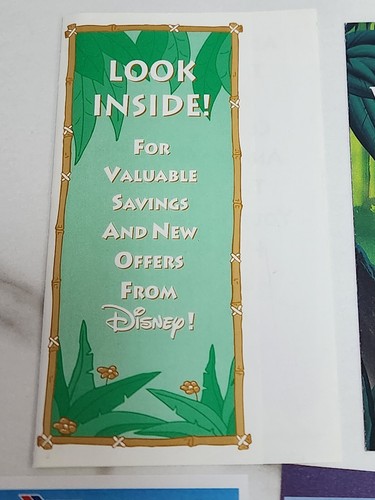 LOOK
INSIDE!
FOR
VALUABLE
SAVINGS
AND NEW
OFFERS
FROM
Disney!